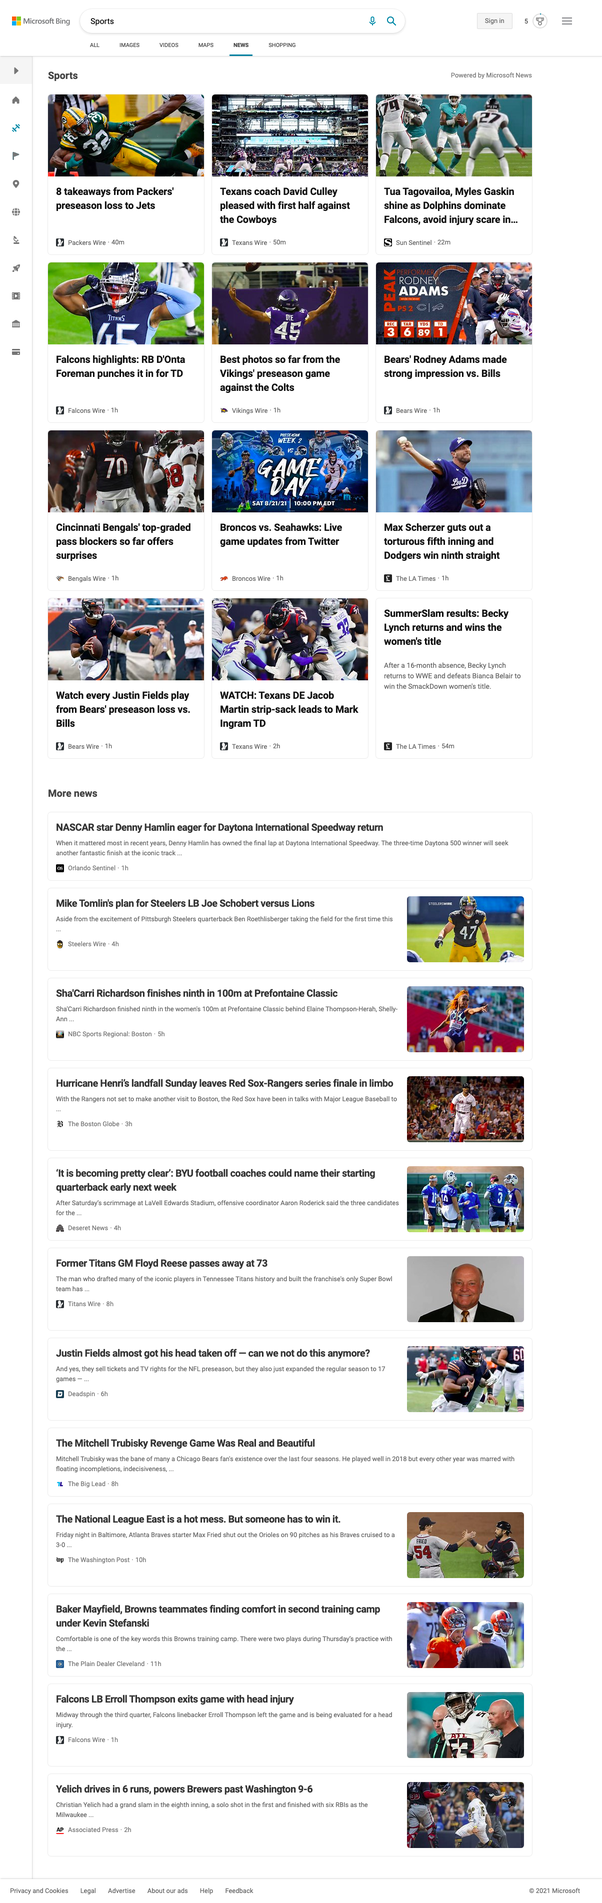 Microsoft Bing
Sports
Sign in
5
ALL IMAGES VIDEOS MAPS NEWS SHOPPING
Sports
Powered by Microsoft News
8 takeaways from Packers'
preseason loss to Jets
Packers Wire · 40m
Texans coach David Culley
pleased with first half against
the Cowboys
Texans Wire · 50m
Tua Tagovailoa, Myles Gaskin
shine as Dolphins dominate
Falcons, avoid injury scare in...
Sun Sentinel · 22m
TITANS
45
Falcons highlights: RB D'Onta
Foreman punches it in for TD
Falcons Wire · 1h
45
Best photos so far from the
Vikings' preseason game
against the Colts
Vikings Wire · 1h
PEAK
PERFORMER
RODNEY
ADAMS
PS 2
3 6 89 1
Bears' Rodney Adams made
strong impression vs. Bills
Bears Wire · 1h
70
Cincinnati Bengals' top-graded
pass blockers so far offers
surprises
Bengals Wire · 1h
PRESEASON
WEEK 2
VS
GAME
DAY
SAT 8/21/21 | 10:00 PM EDT
Broncos vs. Seahawks: Live
game updates from Twitter
Broncos Wire · 1h
Max Scherzer guts out a
torturous fifth inning and
Dodgers win ninth straight
The LA Times · 1h
Watch every Justin Fields play
from Bears' preseason loss vs.
Bills
Bears Wire · 1h
WATCH: Texans DE Jacob
Martin strip-sack leads to Mark
Ingram TD
Texans Wire · 2h
SummerSlam results: Becky
Lynch returns and wins the
women's title
After a 16-month absence, Becky Lynch
returns to WWE and defeats Bianca Belair to
win the SmackDown women's title.
The LA Times · 54m
More news
NASCAR star Denny Hamlin eager for Daytona International Speedway return
When it mattered most in recent years, Denny Hamlin has owned the final lap at Daytona International Speedway. The three-time Daytona 500 winner will seek
another fantastic finish at the iconic track ...
Orlando Sentinel · 1h
Mike Tomlin's plan for Steelers LB Joe Schobert versus Lions
Aside from the excitement of Pittsburgh Steelers quarterback Ben Roethlisberger taking the field for the first time this
...
Steelers Wire · 4h
STEELERSWIRE
47
Sha'Carri Richardson finishes ninth in 100m at Prefontaine Classic
Sha'Carri Richardson finished ninth in the women's 100m at Prefontaine Classic behind Elaine Thompson-Herah, Shelly-
Ann ...
NBC Sports Regional: Boston · 5h
Hurricane Henri's landfall Sunday leaves Red Sox-Rangers series finale in limbo
With the Rangers not set to make another visit to Boston, the Red Sox have been in talks with Major League Baseball to
...
The Boston Globe · 3h
'It is becoming pretty clear': BYU football coaches could name their starting
quarterback early next week
After Saturday's scrimmage at LaVell Edwards Stadium, offensive coordinator Aaron Roderick said the three candidates
for the ...
Deseret News · 4h
Former Titans GM Floyd Reese passes away at 73
The man who drafted many of the iconic players in Tennessee Titans history and built the franchise's only Super Bowl
team has ...
Titans Wire · 8h
Justin Fields almost got his head taken off — can we not do this anymore?
And yes, they sell tickets and TV rights for the NFL preseason, but they also just expanded the regular season to 17
games — ...
Deadspin · 6h
The Mitchell Trubisky Revenge Game Was Real and Beautiful
Mitchell Trubisky was the bane of many a Chicago Bears fan's existence over the last four seasons. He played well in 2018 but every other year was marred with
floating incompletions, indecisiveness, ...
The Big Lead · 8h
The National League East is a hot mess. But someone has to win it.
Friday night in Baltimore, Atlanta Braves starter Max Fried shut out the Orioles on 90 pitches as his Braves cruised to a
3-0 ...
The Washington Post · 10h
FRIED
54
Baker Mayfield, Browns teammates finding comfort in second training camp
under Kevin Stefanski
Comfortable is one of the key words this Browns training camp. There were two plays during Thursday's practice with
the ...
The Plain Dealer Cleveland · 11h
Falcons LB Erroll Thompson exits game with head injury
Midway through the third quarter, Falcons linebacker Erroll Thompson left the game and is being evaluated for a head
injury.
Falcons Wire · 1h
Yelich drives in 6 runs, powers Brewers past Washington 9-6
Christian Yelich had a grand slam in the eighth inning, a solo shot in the first and finished with six RBIs as the
Milwaukee ...
AP Associated Press · 2h
Privacy and Cookies Legal Advertise About our ads Help Feedback
© 2021 Microsoft